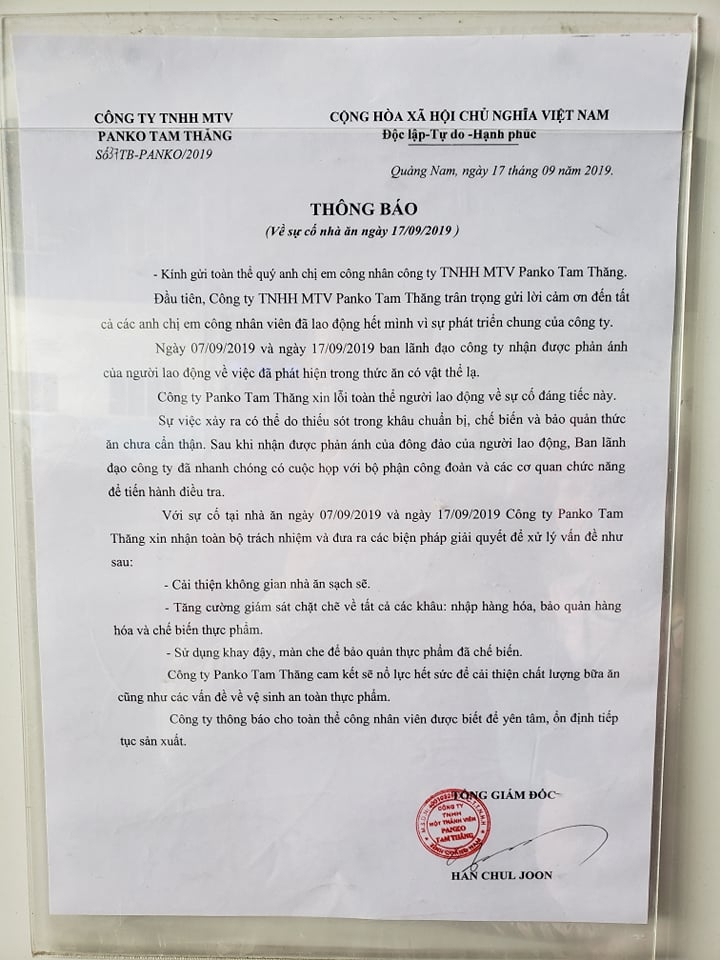 CÔNG TY TNHH MTV
PANKO TAM THĂNG
CỘNG HÒA XÃ HỘI CHỦ NGHĨA VIỆT NAM
Độc lập-Tự do -Hạnh phúc
TB-PANKO/2019
Quảng Nam, ngày 17 tháng 09 năm 2019.
THÔNG BÁO
(Về sự cố nhà ăn ngày 17/09/2019 )
- Kính gửi toàn thể quý anh chị em công nhân công ty TNHH MTV Panko Tam Thăng.
Đầu tiên, Công ty TNHH MTV Panko Tam Thăng trân trọng gửi lời cảm ơn đến tất
cả các anh chị em công nhân viên đã lao động hết mình vì sự phát triển chung của công ty.
Ngày 07/09/2019 và ngày 17/09/2019 ban lãnh đạo công ty nhận được phản ánh
của người lao động về việc đã phát hiện trong thức ăn có vật thể lạ.
Công ty Panko Tam Thăng xin lỗi toàn thể người lao động về sự cố đáng tiếc này.
Sự việc xảy ra có thể do thiếu sót trong khâu chuẩn bị, chế biến và bảo quản thức
ăn chưa cẩn thận. Sau khi nhận được phản ánh của đông đảo của người lao động, Ban lãnh
đạo công ty đã nhanh chóng có cuộc họp với bộ phận công đoàn và các cơ quan chức năng
để tiến hành điều tra.
Với sự cố tại nhà ăn ngày 07/09/2019 và ngày 17/09/2019 Công ty Panko Tam
Thăng xin nhận toàn bộ trách nhiệm và đưa ra các biện pháp giải quyết để xử lý vấn đề như
sau:
- Cải thiện không gian nhà ăn sạch sẽ.
- Tăng cường giám sát chặt chẽ về tất cả các khâu: nhập hàng hóa, bảo quản hàng
hóa và chế biến thực phẩm.
- Sử dụng khay đậy, màn che để bảo quản thực phẩm đã chế biến.
Công ty Panko Tam Thăng cam kết sẽ nổ lực hết sức để cải thiện chất lượng bữa ăn
cũng như các vấn đề về vệ sinh an toàn thực phẩm.
Công ty thông báo cho toàn thể công nhân viên được biết để yên tâm, ổn định tiếp
tục sản xuất.
TỔNG GIÁM ĐỐC
CÔNG TY
TNHH
MỘT THÀNH VIÊN
PANKO
TAM THĂNG
HAN CHUL JOON